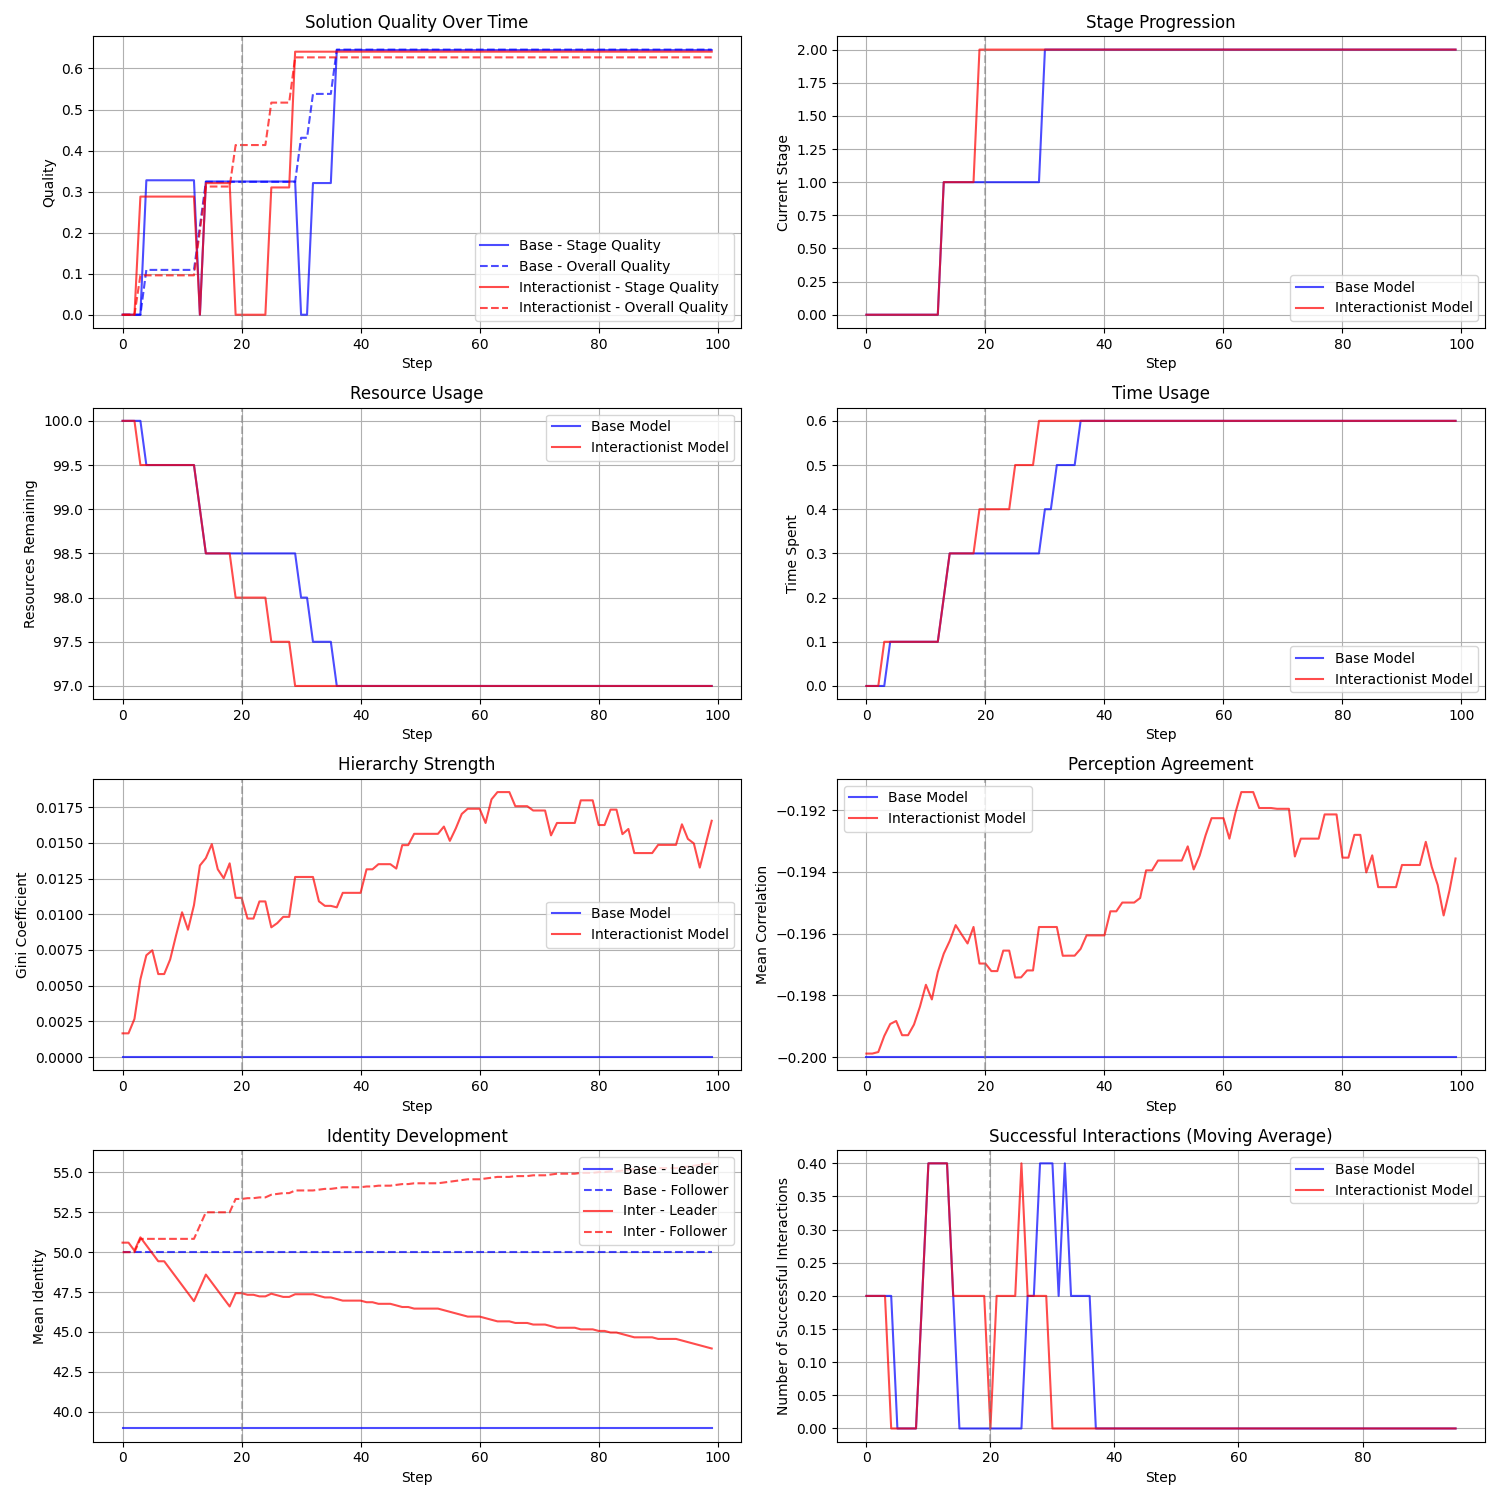 Solution Quality Over Time
Quality
0.6
0.5
0.4
0.3
0.2
0.1
0.0
Base - Stage Quality
Base - Overall Quality
Interactionist - Stage Quality
Interactionist - Overall Quality
0 20 40 60 80 100
Step
Stage Progression
Current Stage
2.00
1.75
1.50
1.25
1.00
0.75
0.50
0.25
0.00
Base Model
Interactionist Model
0 20 40 60 80 100
Step
Resource Usage
Resources Remaining
100.0
99.5
99.0
98.5
98.0
97.5
97.0
Base Model
Interactionist Model
0 20 40 60 80 100
Step
Time Usage
Time Spent
0.6
0.5
0.4
0.3
0.2
0.1
0.0
Base Model
Interactionist Model
0 20 40 60 80 100
Step
Hierarchy Strength
Gini Coefficient
0.0175
0.0150
0.0125
0.0100
0.0075
0.0050
0.0025
0.0000
Base Model
Interactionist Model
0 20 40 60 80 100
Step
Perception Agreement
Mean Correlation
−0.192
−0.194
−0.196
−0.198
−0.200
Base Model
Interactionist Model
0 20 40 60 80 100
Step
Identity Development
Mean Identity
55.0
52.5
50.0
47.5
45.0
42.5
40.0
Base - Leader
Base - Follower
Inter - Leader
Inter - Follower
0 20 40 60 80 100
Step
Successful Interactions (Moving Average)
Number of Successful Interactions
0.40
0.35
0.30
0.25
0.20
0.15
0.10
0.05
0.00
Base Model
Interactionist Model
0 20 40 60 80
Step